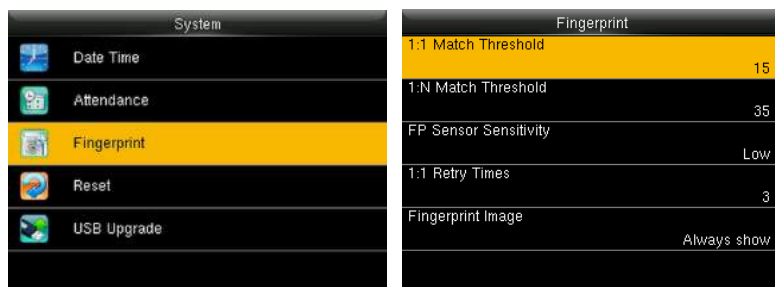 System
Date Time
Attendance
Fingerprint
Reset
USB Upgrade
Fingerprint
1:1 Match Threshold
15
1:N Match Threshold
35
FP Sensor Sensitivity
Low
1:1 Retry Times
3
Fingerprint Image
Always show